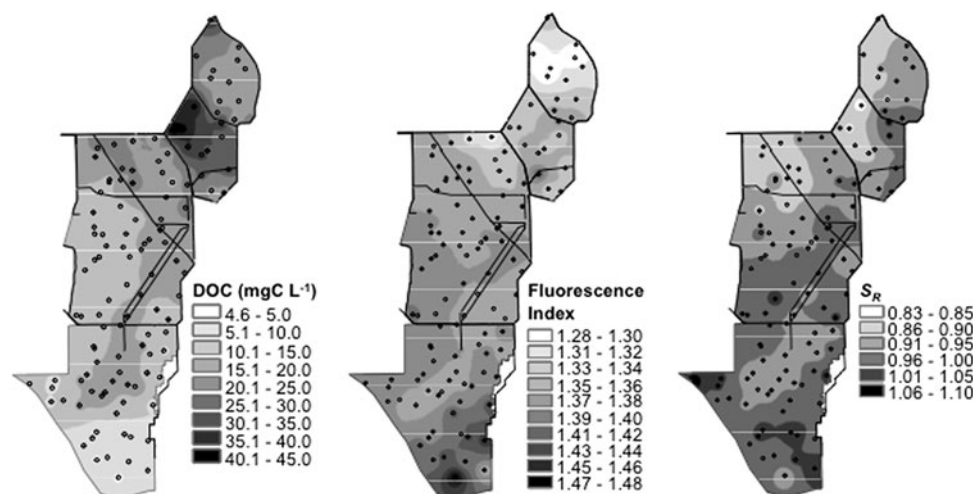 DOC (mgC L-1)
4.6 - 5.0
5.1 - 10.0
10.1 - 15.0
15.1 - 20.0
20.1 - 25.0
25.1 - 30.0
30.1 - 35.0
35.1 - 40.0
40.1 - 45.0
Fluorescence
Index
1.28 - 1.30
1.31 - 1.32
1.33 - 1.34
1.35 - 1.36
1.37 - 1.38
1.39 - 1.40
1.41 - 1.42
1.43 - 1.44
1.45 - 1.46
1.47 - 1.48
SR
0.83 - 0.85
0.86 - 0.90
0.91 - 0.95
0.96 - 1.00
1.01 - 1.05
1.06 - 1.10